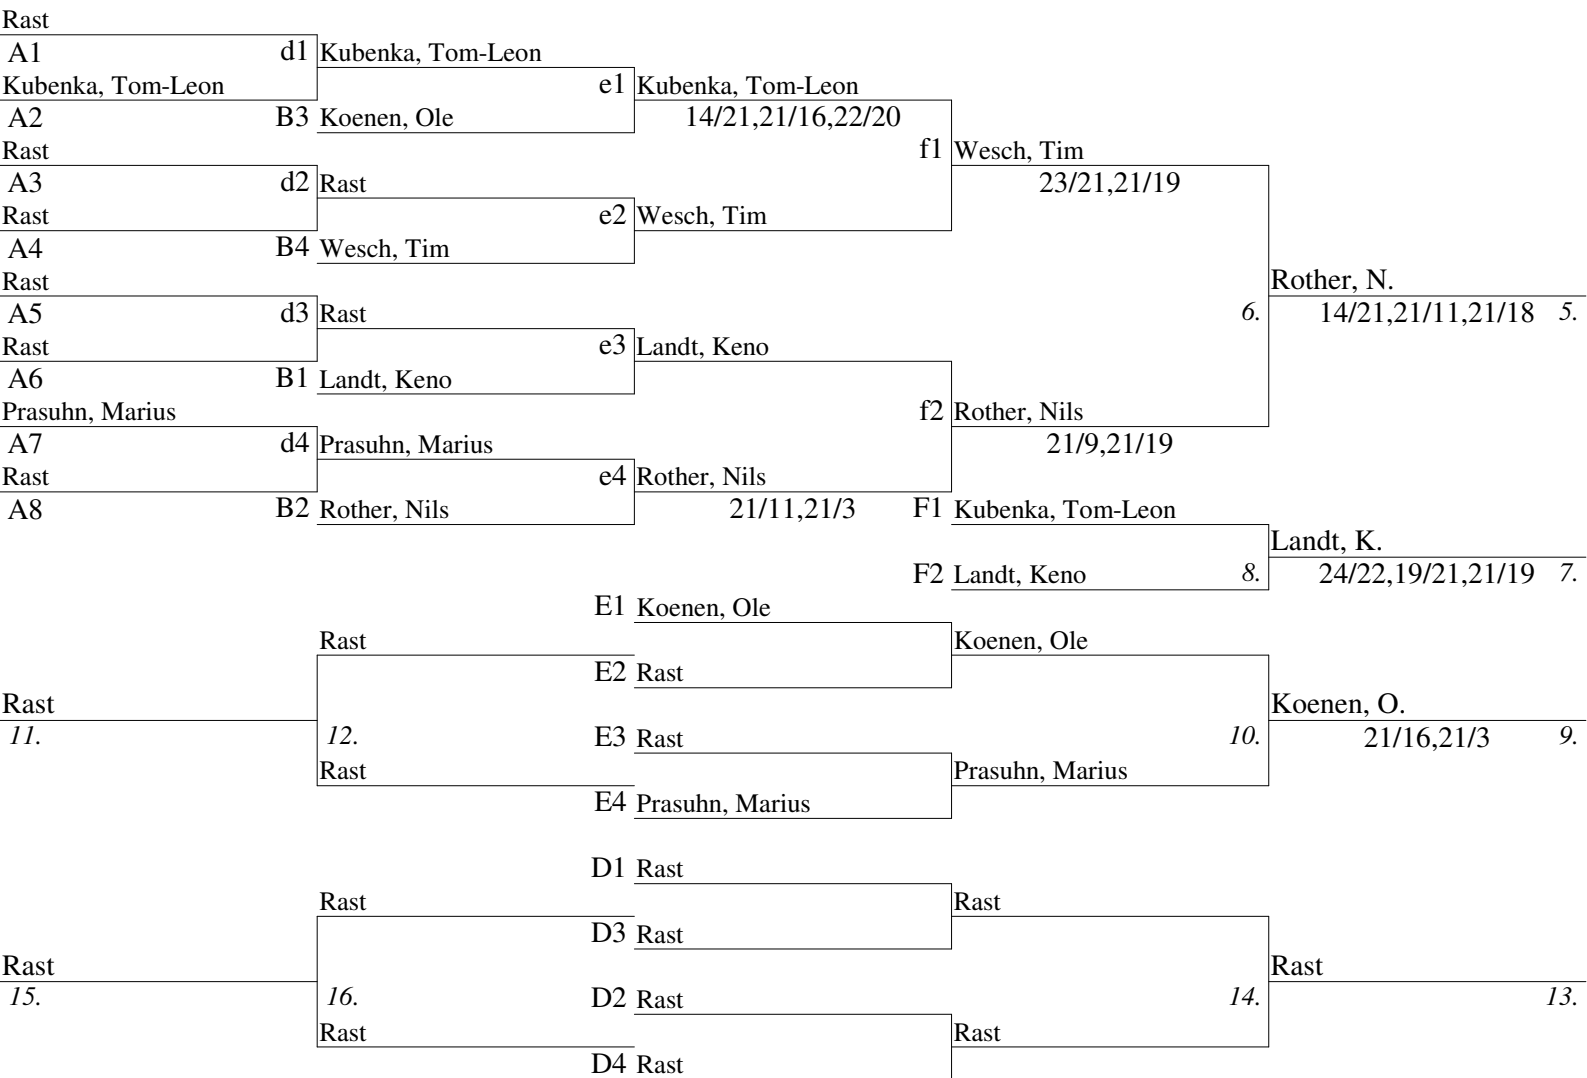 Rast
A1 d1 Kubenka, Tom-Leon
Kubenka, Tom-Leon e1 Kubenka, Tom-Leon
A2 B3 Koenen, Ole 14/21,21/16,22/20
Rast f1 Wesch, Tim
A3 d2 Rast 23/21,21/19
Rast e2 Wesch, Tim
A4 B4 Wesch, Tim
Rast Rother, N.
A5 d3 Rast 6. 14/21,21/11,21/18 5.
Rast e3 Landt, Keno
A6 B1 Landt, Keno
Prasuhn, Marius f2 Rother, Nils
A7 d4 Prasuhn, Marius 21/9,21/19
Rast e4 Rother, Nils
A8 B2 Rother, Nils 21/11,21/3 F1 Kubenka, Tom-Leon
Landt, K.
F2 Landt, Keno 8. 24/22,19/21,21/19 7.
E1 Koenen, Ole
Rast Koenen, Ole
E2 Rast
Rast Koenen, O.
11. 12. E3 Rast 10. 21/16,21/3 9.
Rast Prasuhn, Marius
E4 Prasuhn, Marius
D1 Rast
Rast Rast
D3 Rast
Rast Rast
15. 16. D2 Rast 14. 13.
Rast Rast
D4 Rast